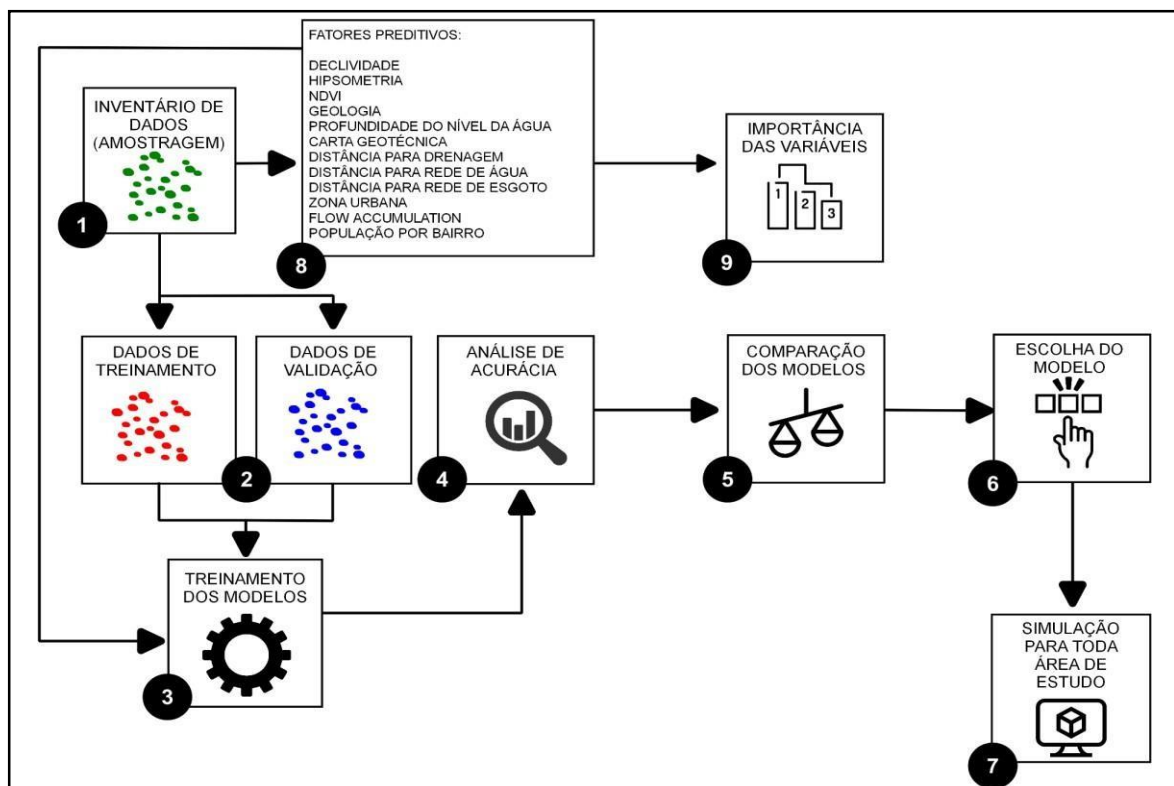 FATORES PREDITIVOS:
DECLIVIDADE
HIPSOMETRIA
NDVI
GEOLOGIA
PROFUNDIDADE DO NÍVEL DA ÁGUA
CARTA GEOTÉCNICA
DISTÂNCIA PARA DRENAGEM
DISTÂNCIA PARA REDE DE ÁGUA
DISTÂNCIA PARA REDE DE ESGOTO
ZONA URBANA
FLOW ACCUMULATION
POPULAÇÃO POR BAIRRO
8
INVENTÁRIO DE
DADOS
(AMOSTRAGEM)
1
IMPORTÂNCIA
DAS VARIÁVEIS
1
2
3
9
DADOS DE
TREINAMENTO
DADOS DE
VALIDAÇÃO
2
ANÁLISE DE
ACURÁCIA
4
COMPARAÇÃO
DOS MODELOS
5
ESCOLHA DO
MODELO
6
TREINAMENTO
DOS MODELOS
3
SIMULAÇÃO
PARA TODA
ÁREA DE
ESTUDO
7